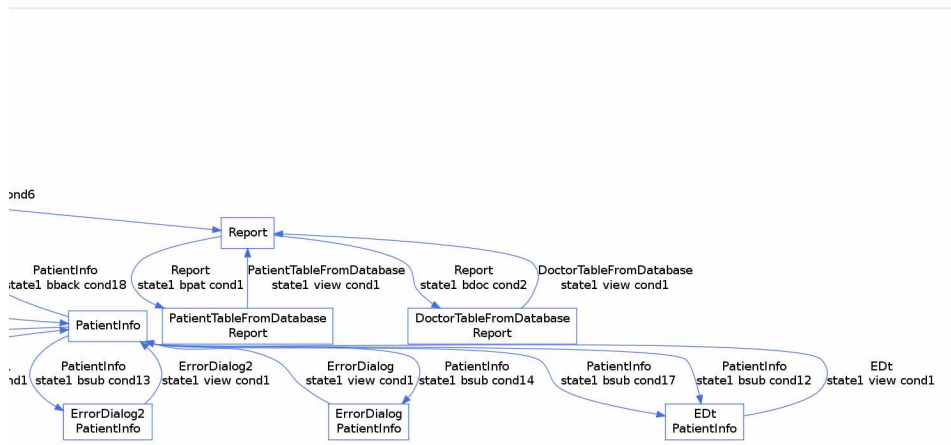 ond6
Report
PatientInfo
state1 bback cond18
Report
state1 bpat cond1
PatientTableFromDatabase
state1 view cond1
Report
state1 bdoc cond2
DoctorTableFromDatabase
state1 view cond1
PatientInfo
PatientTableFromDatabase
Report
DoctorTableFromDatabase
Report
nd1
PatientInfo
state1 bsub cond13
ErrorDialog2
state1 view cond1
ErrorDialog
state1 view cond1
PatientInfo
state1 bsub cond14
PatientInfo
state1 bsub cond17
PatientInfo
state1 bsub cond12
EDt
state1 view cond1
ErrorDialog2
PatientInfo
ErrorDialog
PatientInfo
EDt
PatientInfo